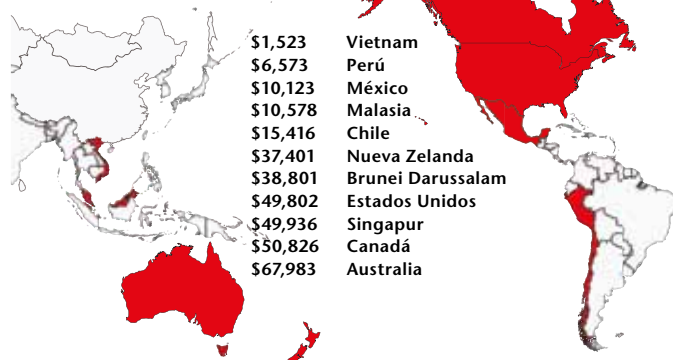 $1,523 Vietnam
$6,573 Perú
$10,123 México
$10,578 Malasia
$15,416 Chile
$37,401 Nueva Zelanda
$38,801 Brunei Darussalam
$49,802 Estados Unidos
$49,936 Singapur
$50,826 Canadá
$67,983 Australia